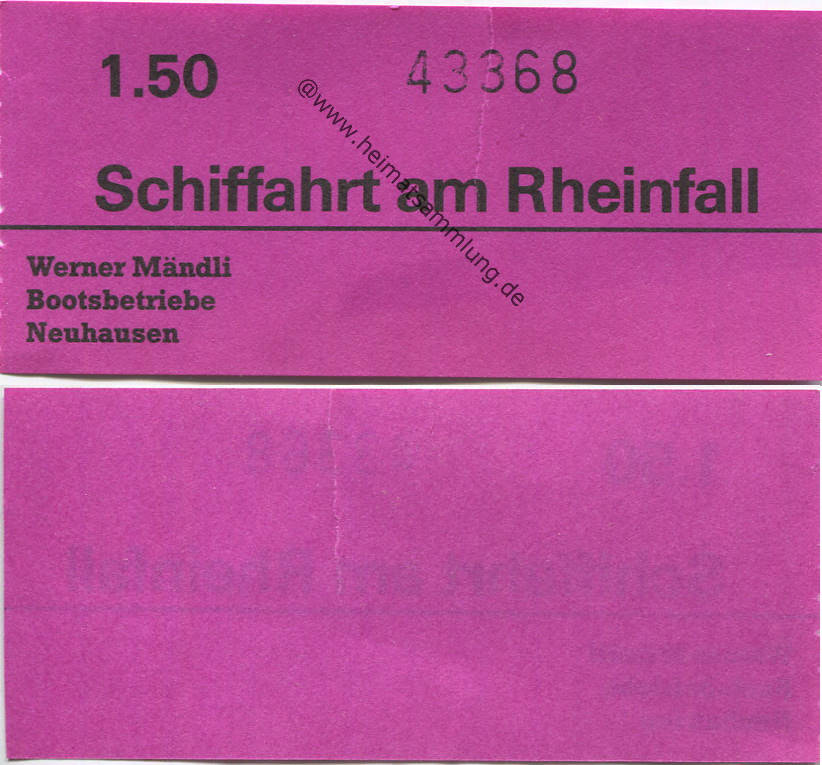 1.50 43368
@www.heimatsammlung.de
Schiffahrt am Rheinfall
Werner Mändli
Bootsbetriebe
Neuhausen